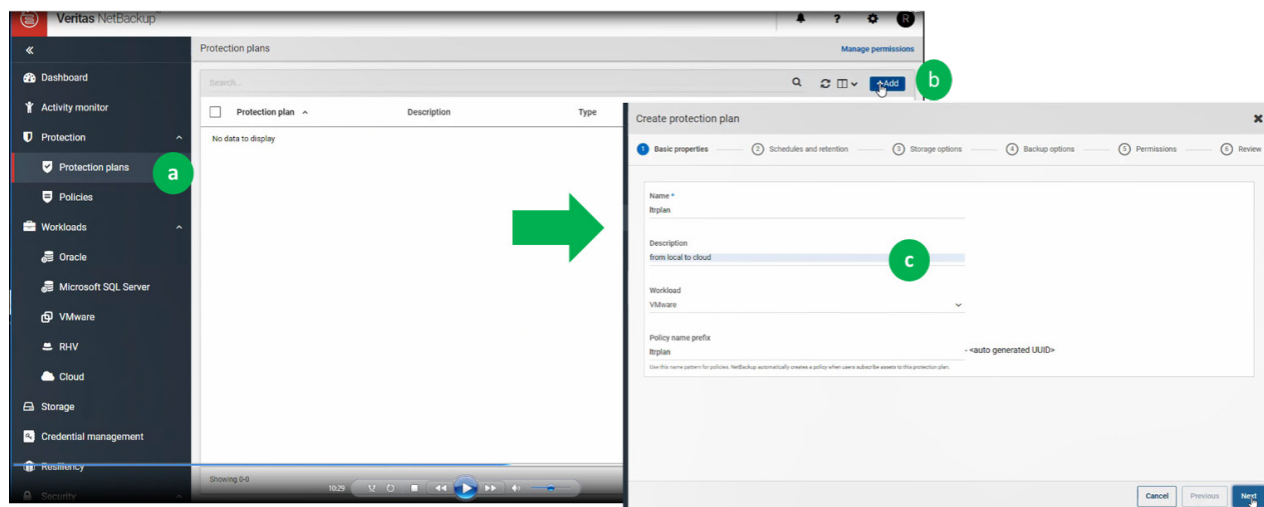 Veritas NetBackup
?
R
«
Protection plans
Manage permissions
Dashboard
Search...
+Add
b
Activity monitor
Protection plan
Description
Type
Protection
No data to display
Protection plans
a
Policies
Workloads
Oracle
Microsoft SQL Server
VMware
RHV
Cloud
Storage
Credential management
Resiliency
Security
Showing 0-0
10:29
Create protection plan
1 Basic properties
2 Schedules and retention
3 Storage options
4 Backup options
5 Permissions
6 Review
Name *
ltrplan
Description
from local to cloud
c
Workload
VMware
Policy name prefix
ltrplan
- <auto generated UUID>
Use this name pattern for policies. NetBackup automatically creates a policy when users subscribe assets to this protection plan.
Cancel
Previous
Next